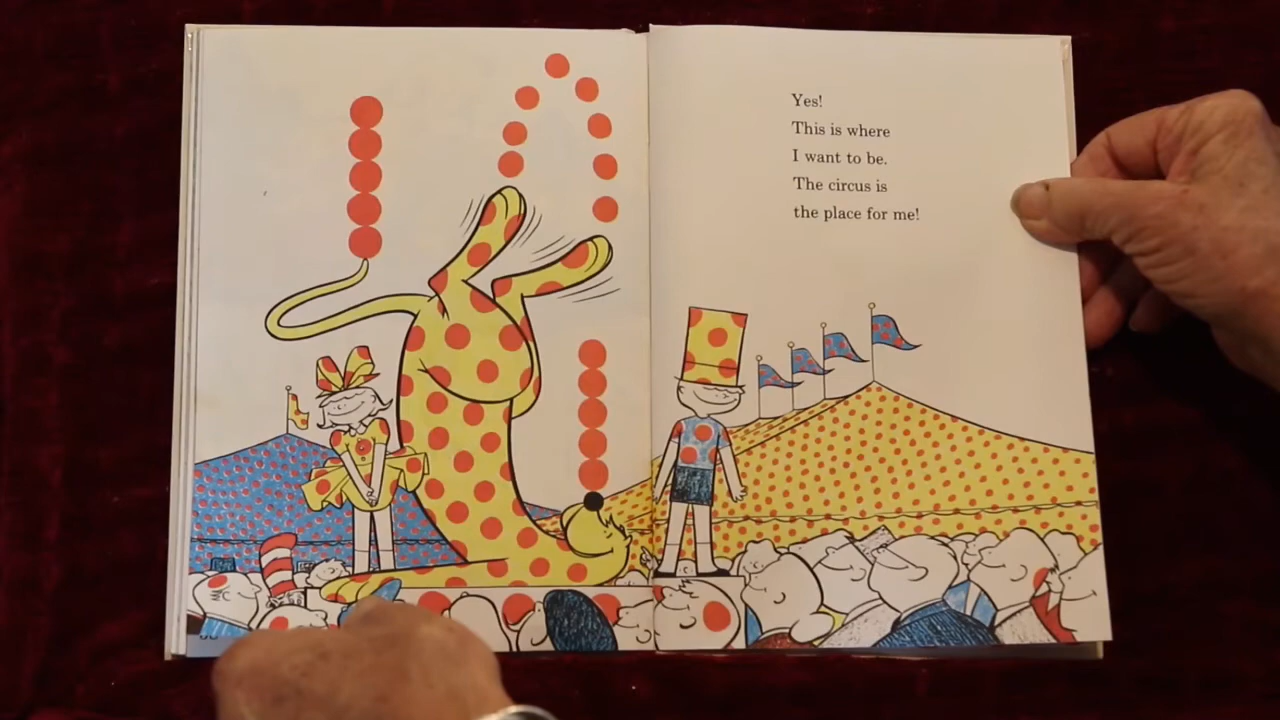 Yes!
This is where
I want to be.
The circus is
the place for me!